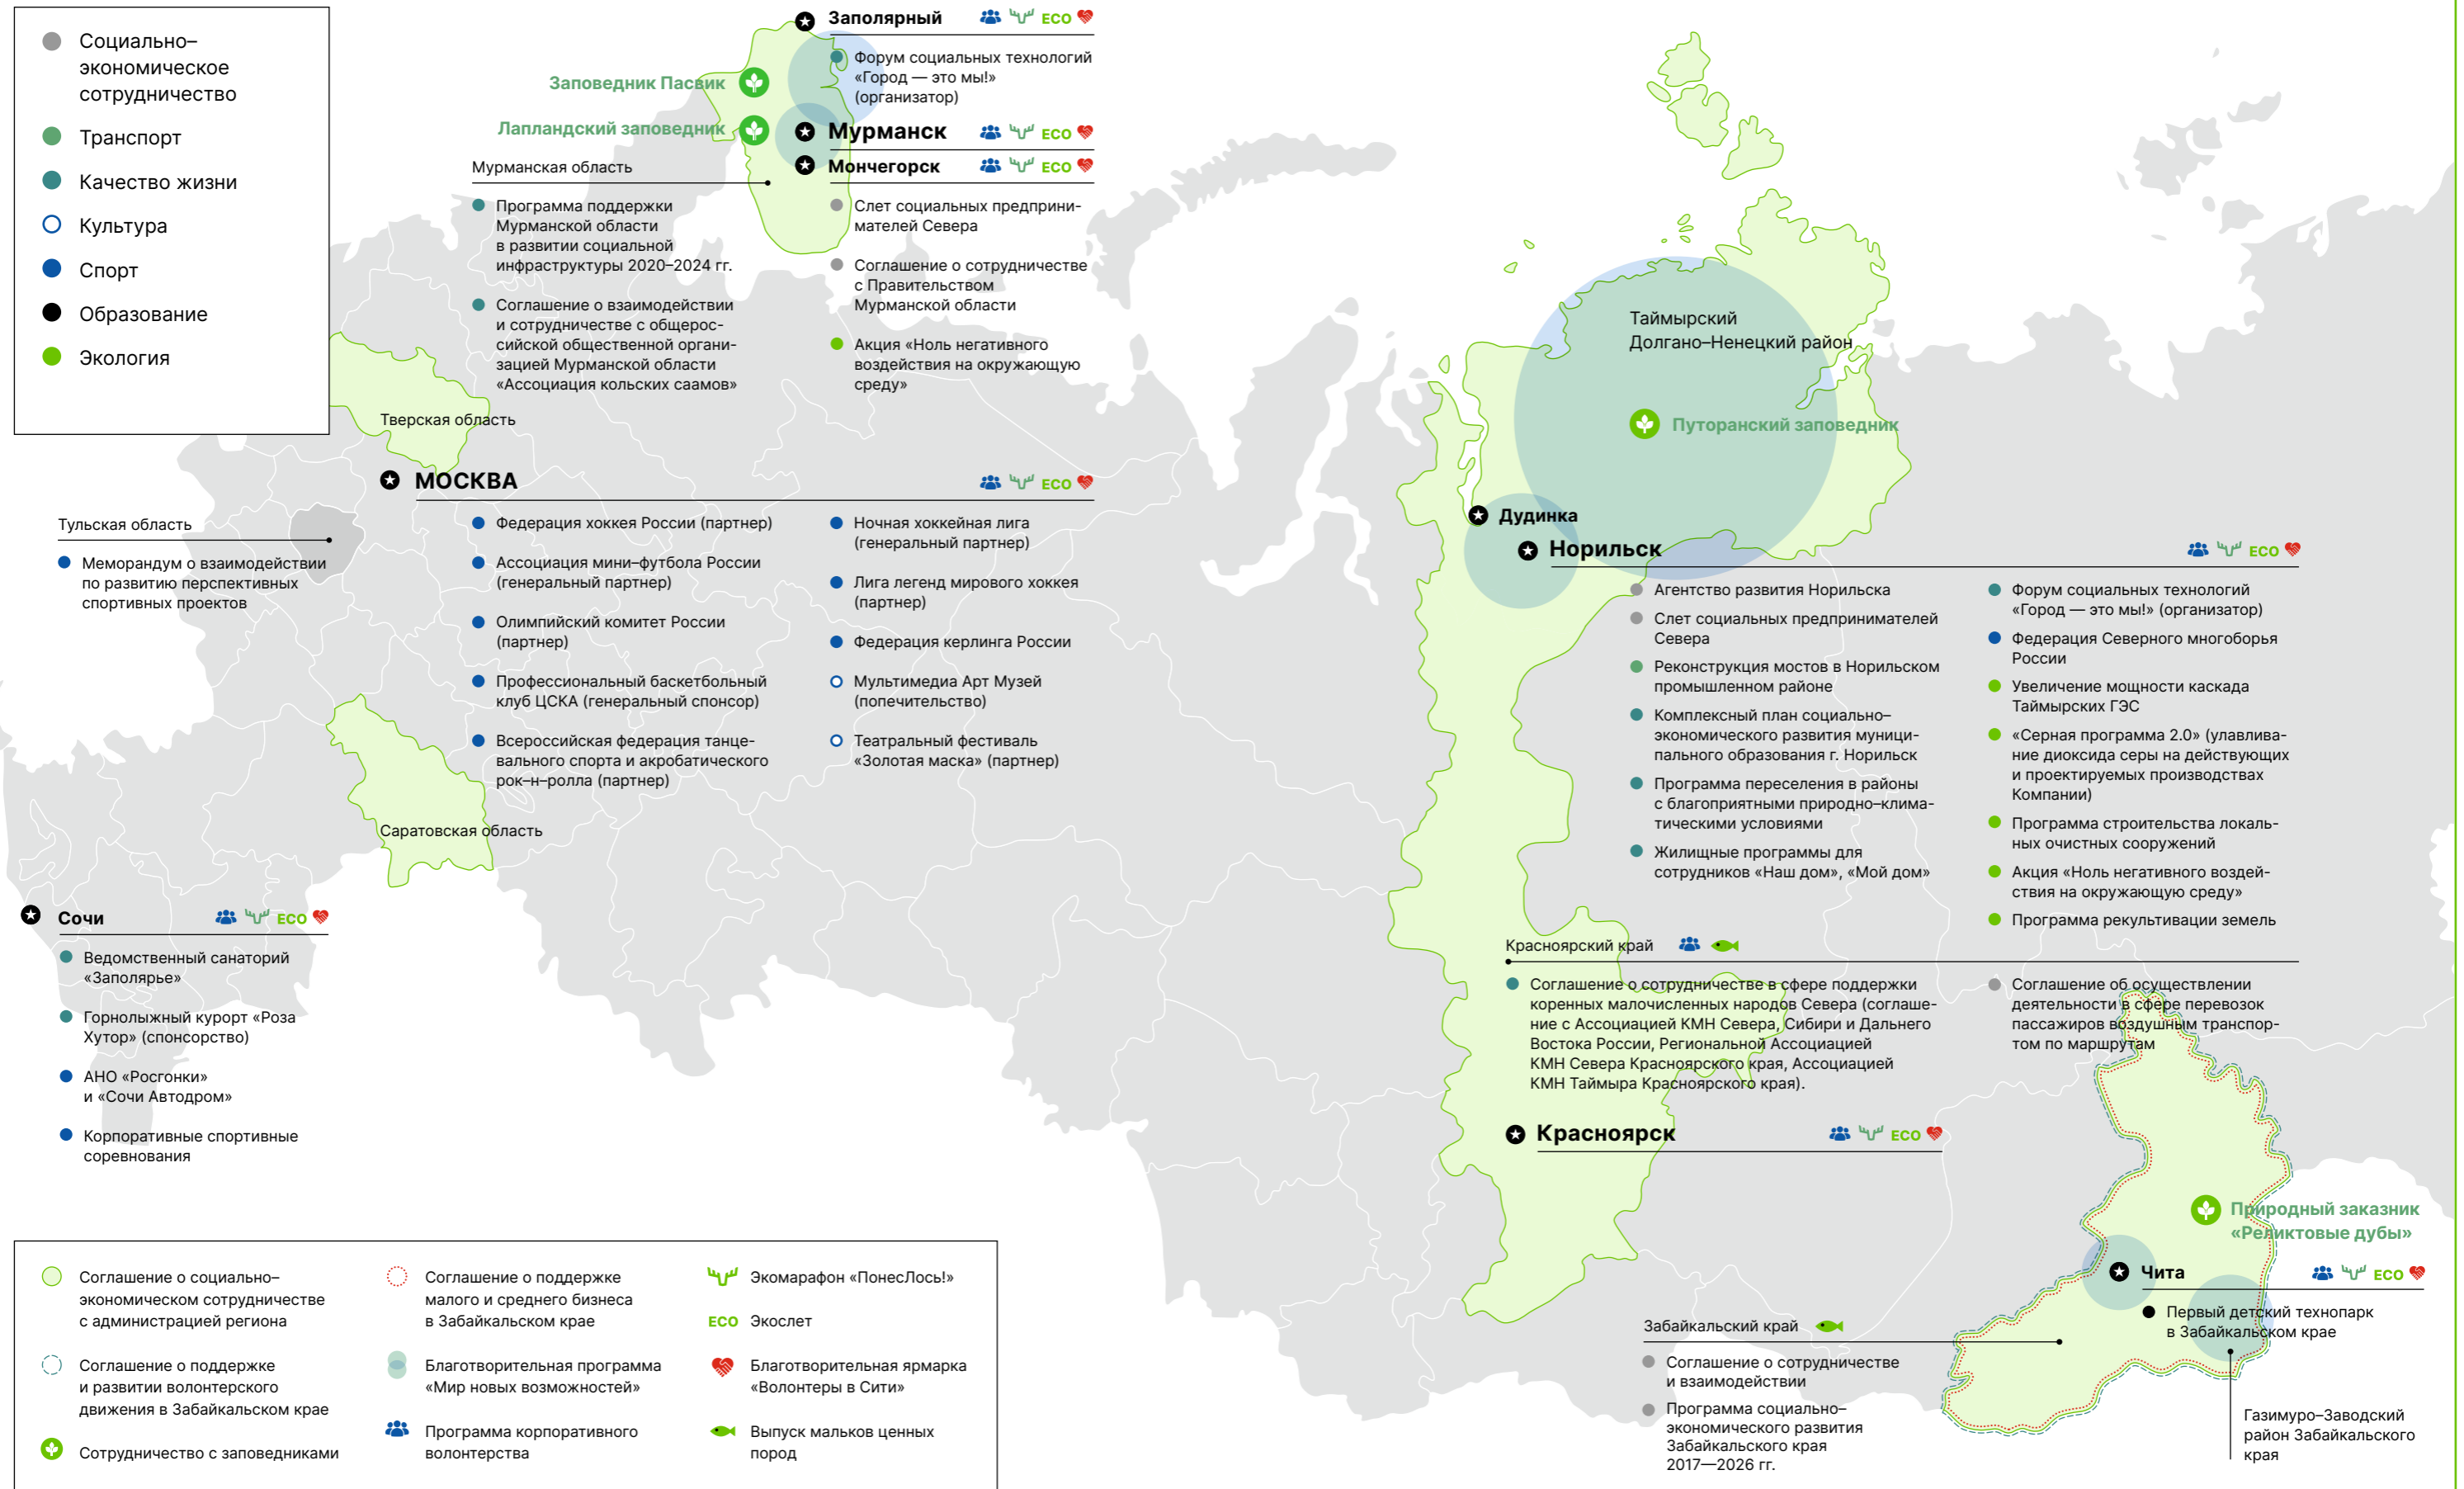 Социально–
экономическое
сотрудничество
Транспорт
Качество жизни
Культура
Спорт
Образование
Экология
Заполярный
ECO
Форум социальных технологий
«Город — это мы!»
(организатор)
Заповедник Пасвик
Лапландский заповедник
Мурманск
ECO
Мончегорск
ECO
Слет социальных предприни-
мателей Севера
Соглашение о сотрудничестве
с Правительством
Мурманской области
Акция «Ноль негативного
воздействия на окружающую
среду»
Мурманская область
Программа поддержки
Мурманской области
в развитии социальной
инфраструктуры 2020–2024 гг.
Соглашение о взаимодействии
и сотрудничестве с общерос-
сийской общественной органи-
зацией Мурманской области
«Ассоциация кольских саамов»
Тверская область
МОСКВА
ECO
Федерация хоккея России (партнер)
Ассоциация мини–футбола России
(генеральный партнер)
Олимпийский комитет России
(партнер)
Профессиональный баскетбольный
клуб ЦСКА (генеральный спонсор)
Всероссийская федерация танце-
вального спорта и акробатического
рок–н–ролла (партнер)
Ночная хоккейная лига
(генеральный партнер)
Лига легенд мирового хоккея
(партнер)
Федерация керлинга России
Мультимедиа Арт Музей
(попечительство)
Театральный фестиваль
«Золотая маска» (партнер)
Тульская область
Меморандум о взаимодействии
по развитию перспективных
спортивных проектов
Саратовская область
Сочи
ECO
Ведомственный санаторий
«Заполярье»
Горнолыжный курорт «Роза
Хутор» (спонсорство)
АНО «Росгонки»
и «Сочи Автодром»
Корпоративные спортивные
соревнования
Таймырский
Долгано–Ненецкий район
Путоранский заповедник
Дудинка
Норильск
ECO
Агентство развития Норильска
Слет социальных предпринимателей
Севера
Реконструкция мостов в Норильском
промышленном районе
Комплексный план социально–
экономического развития муници-
пального образования г. Норильск
Программа переселения в районы
с благоприятными природно–клима-
тическими условиями
Жилищные программы для
сотрудников «Наш дом», «Мой дом»
Форум социальных технологий
«Город — это мы!» (организатор)
Федерация Северного многоборья
России
Увеличение мощности каскада
Таймырских ГЭС
«Серная программа 2.0» (улавлива-
ние диоксида серы на действующих
и проектируемых производствах
Компании)
Программа строительства локаль-
ных очистных сооружений
Акция «Ноль негативного воздей-
ствия на окружающую среду»
Программа рекультивации земель
Красноярский край
Соглашение о сотрудничестве в сфере поддержки
коренных малочисленных народов Севера (соглаше-
ние с Ассоциацией КМН Севера, Сибири и Дальнего
Востока России, Региональной Ассоциацией
КМН Севера Красноярского края, Ассоциацией
КМН Таймыра Красноярского края).
Соглашение об осуществлении
деятельности в сфере перевозок
пассажиров воздушным транспор-
том по маршрутам
Красноярск
ECO
Природный заказник
«Реликтовые дубы»
Чита
ECO
Первый детский технопарк
в Забайкальском крае
Забайкальский край
Соглашение о сотрудничестве
и взаимодействии
Программа социально–
экономического развития
Забайкальского края
2017—2026 гг.
Газимуро–Заводский
район Забайкальского
края
Соглашение о социально–
экономическом сотрудничестве
с администрацией региона
Соглашение о поддержке
и развитии волонтерского
движения в Забайкальском крае
Сотрудничество с заповедниками
Соглашение о поддержке
малого и среднего бизнеса
в Забайкальском крае
Благотворительная программа
«Мир новых возможностей»
Программа корпоративного
волонтерства
Экомарафон «ПонесЛось!»
ECO Экослет
Благотворительная ярмарка
«Волонтеры в Сити»
Выпуск мальков ценных
пород